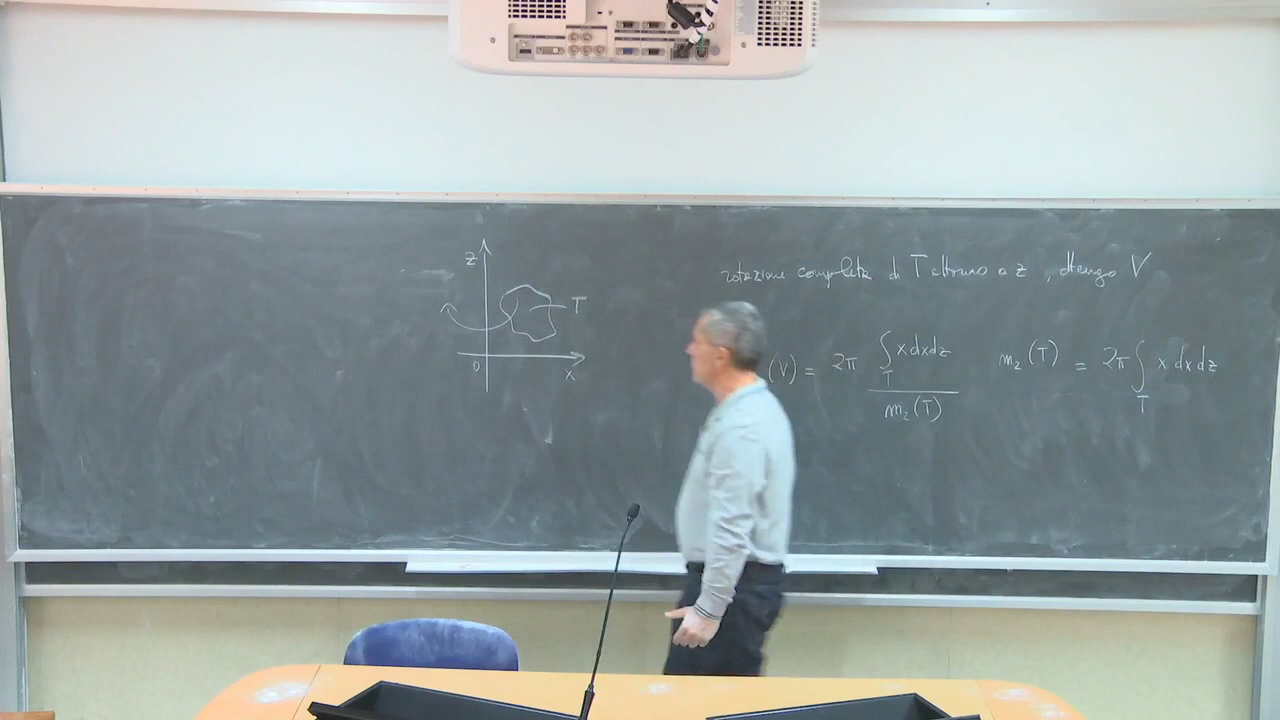 z
T
0
x
rotazione completa di T attorno a z, ottengo V
(V) = 2π ∫_T x dx dz / m₂(T) m₂(T) = 2π ∫_T x dx dz